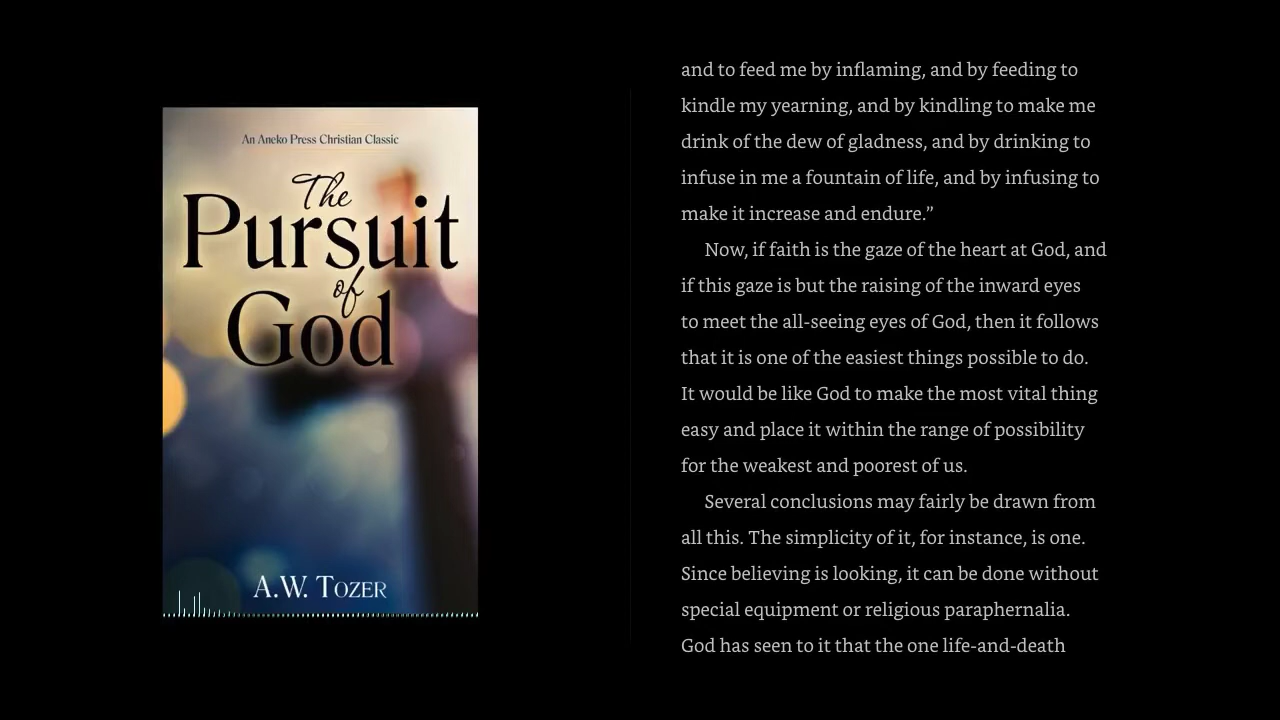 An Aneko Press Christian Classic
The
Pursuit
of
God
A.W. Tozer
and to feed me by inflaming, and by feeding to
kindle my yearning, and by kindling to make me
drink of the dew of gladness, and by drinking to
infuse in me a fountain of life, and by infusing to
make it increase and endure.”
Now, if faith is the gaze of the heart at God, and
if this gaze is but the raising of the inward eyes
to meet the all-seeing eyes of God, then it follows
that it is one of the easiest things possible to do.
It would be like God to make the most vital thing
easy and place it within the range of possibility
for the weakest and poorest of us.
Several conclusions may fairly be drawn from
all this. The simplicity of it, for instance, is one.
Since believing is looking, it can be done without
special equipment or religious paraphernalia.
God has seen to it that the one life-and-death